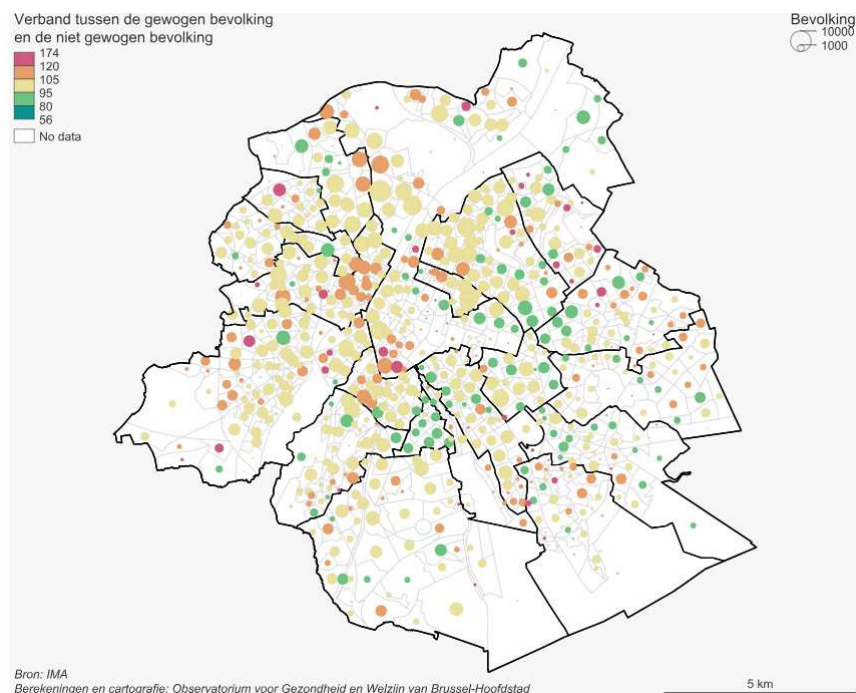 Verband tussen de gewogen bevolking
en de niet gewogen bevolking
174
120
105
95
80
56
No data
Bevolking
10000
1000
Bron: IMA
Berekeningen en cartografie: Observatorium voor Gezondheid en Welzijn van Brussel-Hoofdstad
5 km